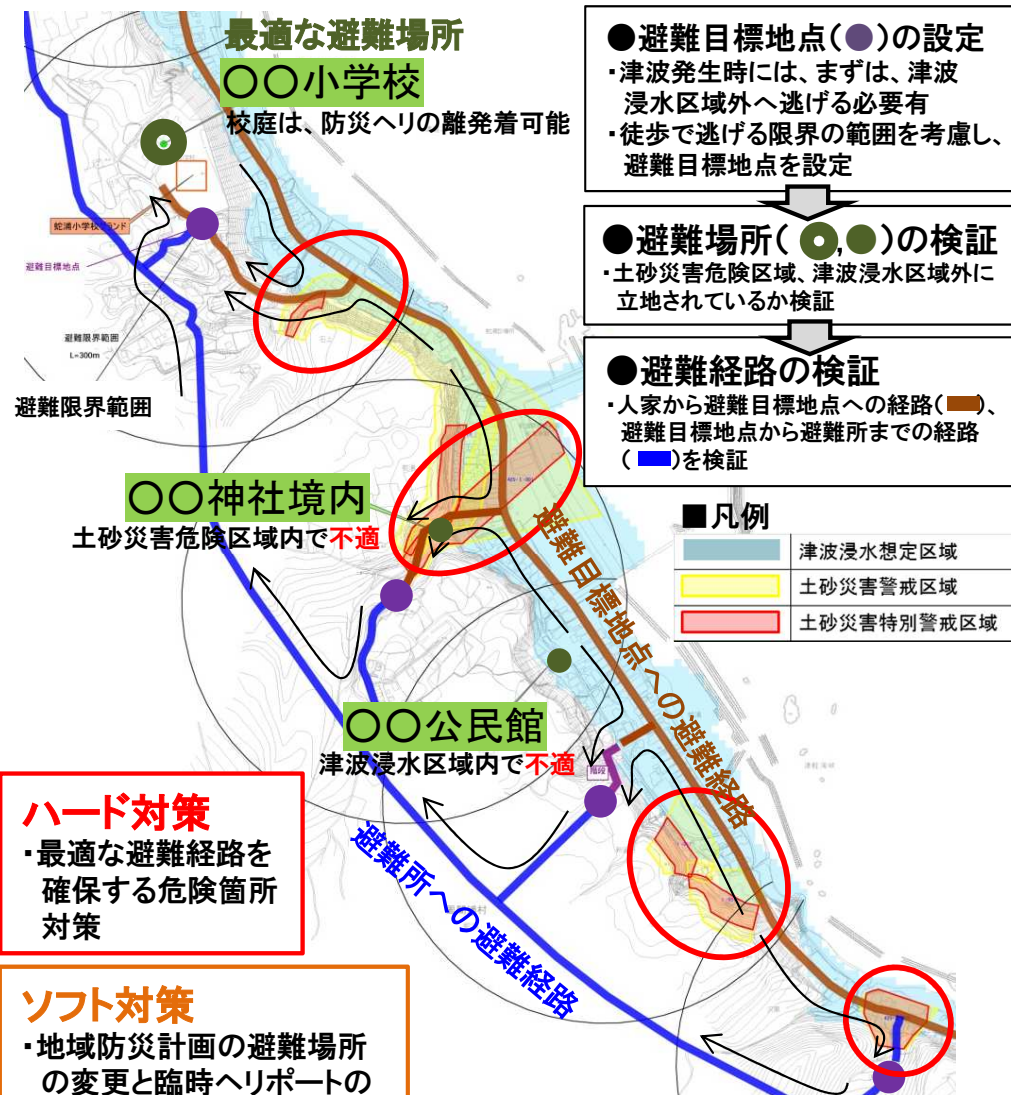 最適な避難場所
〇〇小学校
校庭は、防災ヘリの離発着可能
蛇浦小学校グランド
避難目標地点
避難限界範囲
L=300m
避難限界範囲
〇〇神社境内
土砂災害危険区域内で不適
〇〇公民館
津波浸水区域内で不適
階段
避難目標地点への避難経路
避難所への避難経路
ハード対策
・最適な避難経路を
確保する危険箇所
対策
ソフト対策
・地域防災計画の避難場所
の変更と臨時ヘリポートの
●避難目標地点(●)の設定
・津波発生時には、まずは、津波
浸水区域外へ逃げる必要有
・徒歩で逃げる限界の範囲を考慮し、
避難目標地点を設定
●避難場所(●,●)の検証
・土砂災害危険区域、津波浸水区域外に
立地されているか検証
●避難経路の検証
・人家から避難目標地点への経路( )、
避難目標地点から避難所までの経路
( )を検証
■凡例
津波浸水想定区域
土砂災害警戒区域
土砂災害特別警戒区域